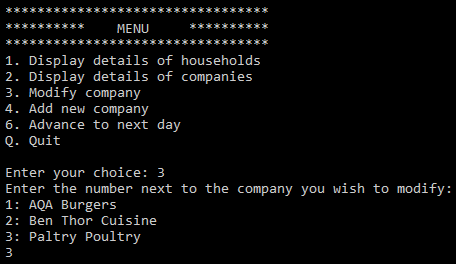 *********************************
**********    MENU     **********
*********************************
1. Display details of households
2. Display details of companies
3. Modify company
4. Add new company
6. Advance to next day
Q. Quit

Enter your choice: 3
Enter the number next to the company you wish to modify:
1: AQA Burgers
2: Ben Thor Cuisine
3: Paltry Poultry
3